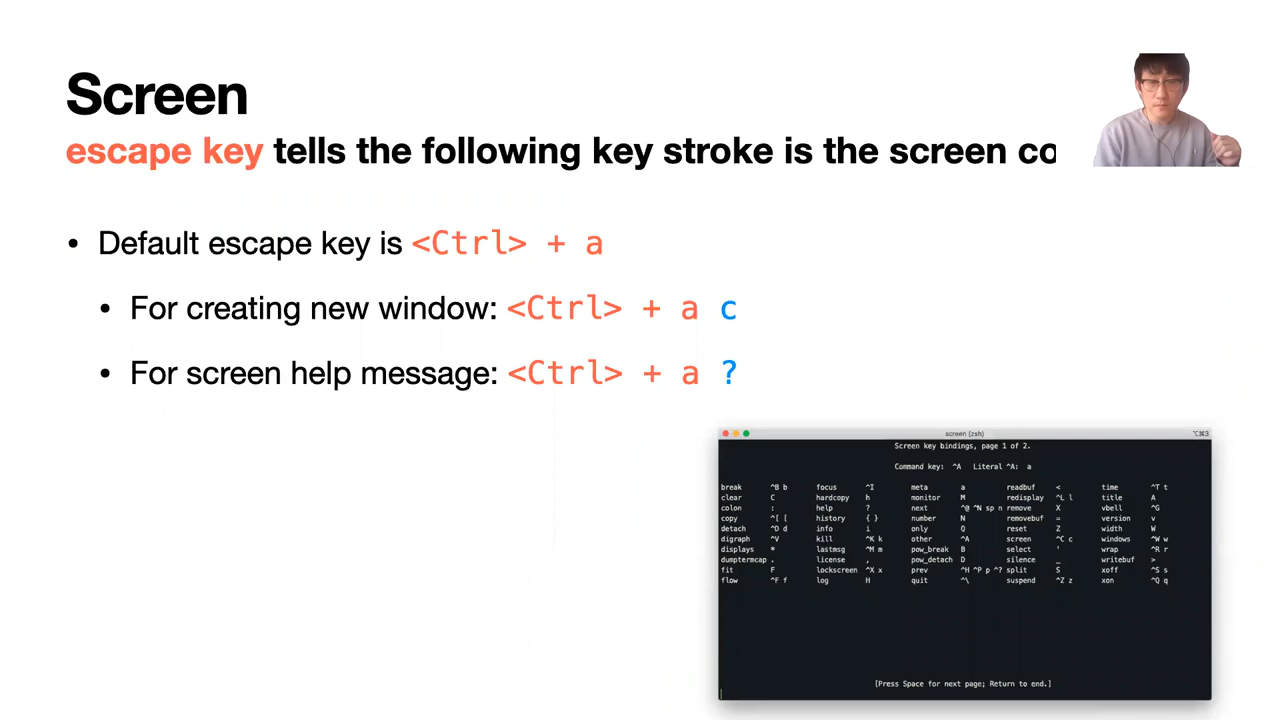 Screen
escape key tells the following key stroke is the screen co
• Default escape key is <Ctrl> + a
• For creating new window: <Ctrl> + a c
• For screen help message: <Ctrl> + a ?
screen (zsh) ⌥⌘3
Screen key bindings, page 1 of 2.
Command key: ^A Literal ^A: a
break ^B b focus ^I meta a readbuf < time ^T t
clear C hardcopy h monitor M redisplay ^L l title A
colon : help ? next ^@ ^N sp n remove X vbell ^G
copy ^[ [ history { } number N removebuf = version v
detach ^D d info i only Q reset Z width W
digraph ^V kill ^K k other ^A screen ^C c windows ^W w
displays * lastmsg ^M m pow_break B select ' wrap ^R r
dumptermcap . license , pow_detach D silence _ writebuf >
fit F lockscreen ^X x prev ^H ^P p ^? split S xoff ^S s
flow ^F f log H quit ^\ suspend ^Z z xon ^Q q
[Press Space for next page; Return to end.]